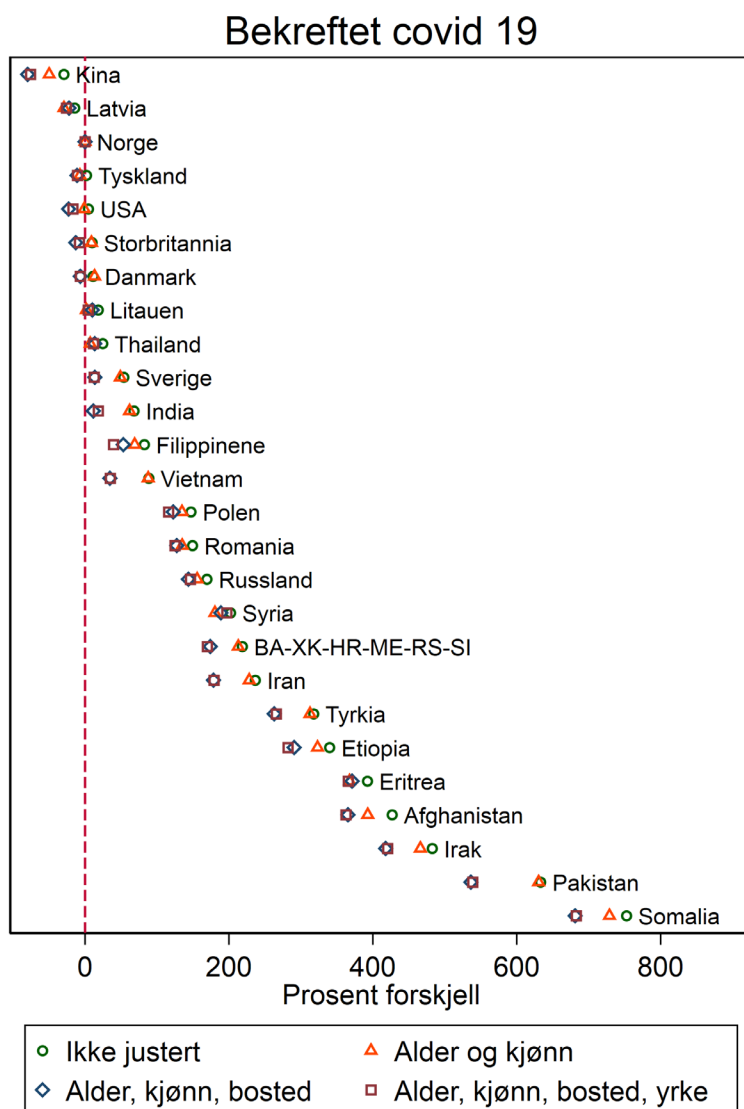 Bekreftet covid 19
Kina
Latvia
Norge
Tyskland
USA
Storbritannia
Danmark
Litauen
Thailand
Sverige
India
Filippinene
Vietnam
Polen
Romania
Russland
Syria
BA-XK-HR-ME-RS-SI
Iran
Tyrkia
Etiopia
Eritrea
Afghanistan
Irak
Pakistan
Somalia
0 200 400 600 800
Prosent forskjell
Ikke justert Alder og kjønn
Alder, kjønn, bosted Alder, kjønn, bosted, yrke